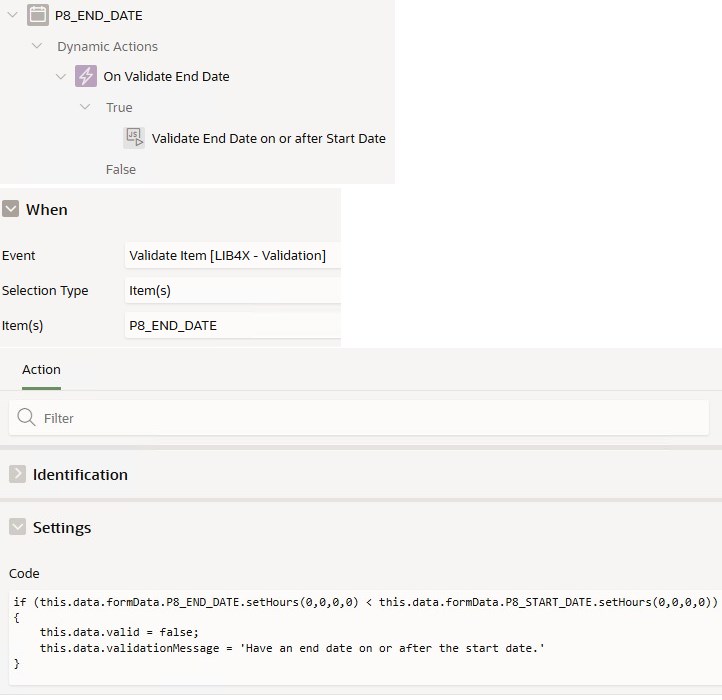 P8_END_DATE
Dynamic Actions
On Validate End Date
True
JS Validate End Date on or after Start Date
False
When
Event Validate Item [LIB4X - Validation]
Selection Type Item(s)
Item(s) P8_END_DATE
Action
Filter
Identification
Settings
Code
if (this.data.formData.P8_END_DATE.setHours(0,0,0,0) < this.data.formData.P8_START_DATE.setHours(0,0,0,0))
{
    this.data.valid = false;
    this.data.validationMessage = 'Have an end date on or after the start date.'
}